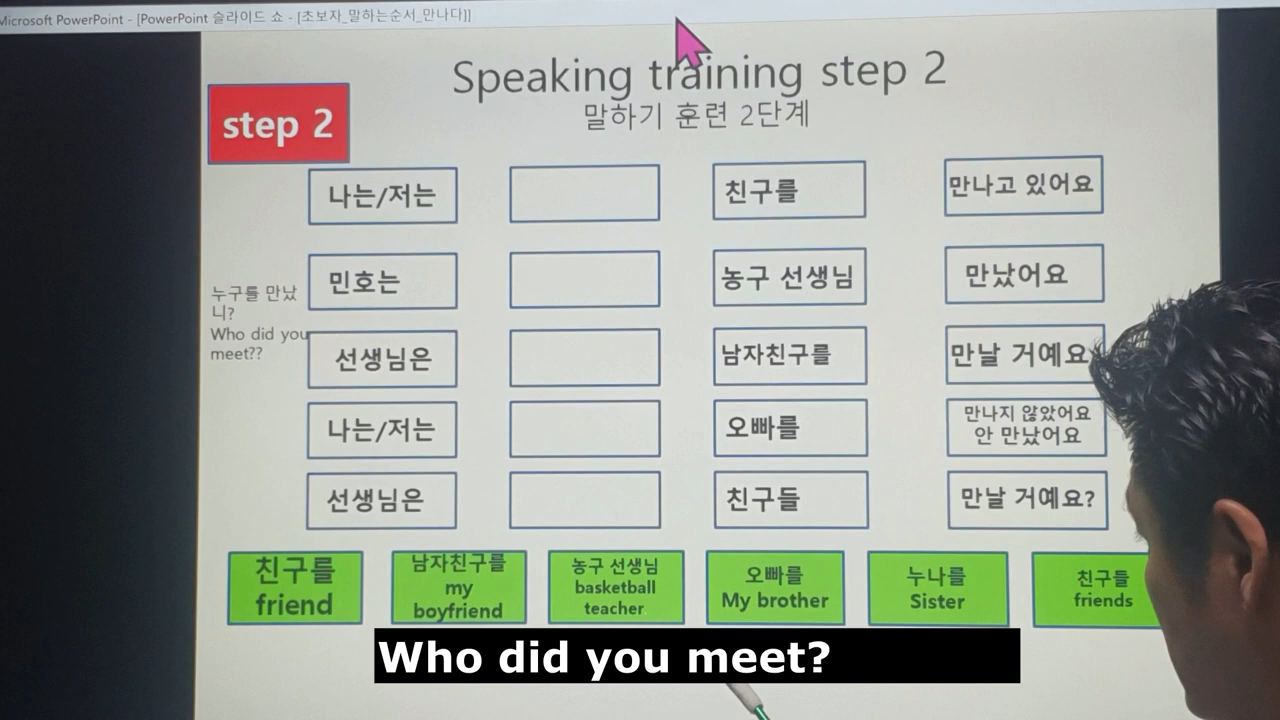 Microsoft PowerPoint - [PowerPoint 슬라이드 쇼 - [초보자_말하는순서_만나다]]
Speaking training step 2
말하기 훈련 2단계
step 2
나는/저는
친구를
만나고 있어요
민호는
농구 선생님
만났어요
누구를 만났
니?
Who did you
meet??
선생님은
남자친구를
만날 거예요
나는/저는
오빠를
만나지 않았어요
안 만났어요
선생님은
친구들
만날 거예요?
친구를
friend
남자친구를
my
boyfriend
농구 선생님
basketball
teacher
오빠를
My brother
누나를
Sister
친구들
friends
Who did you meet?